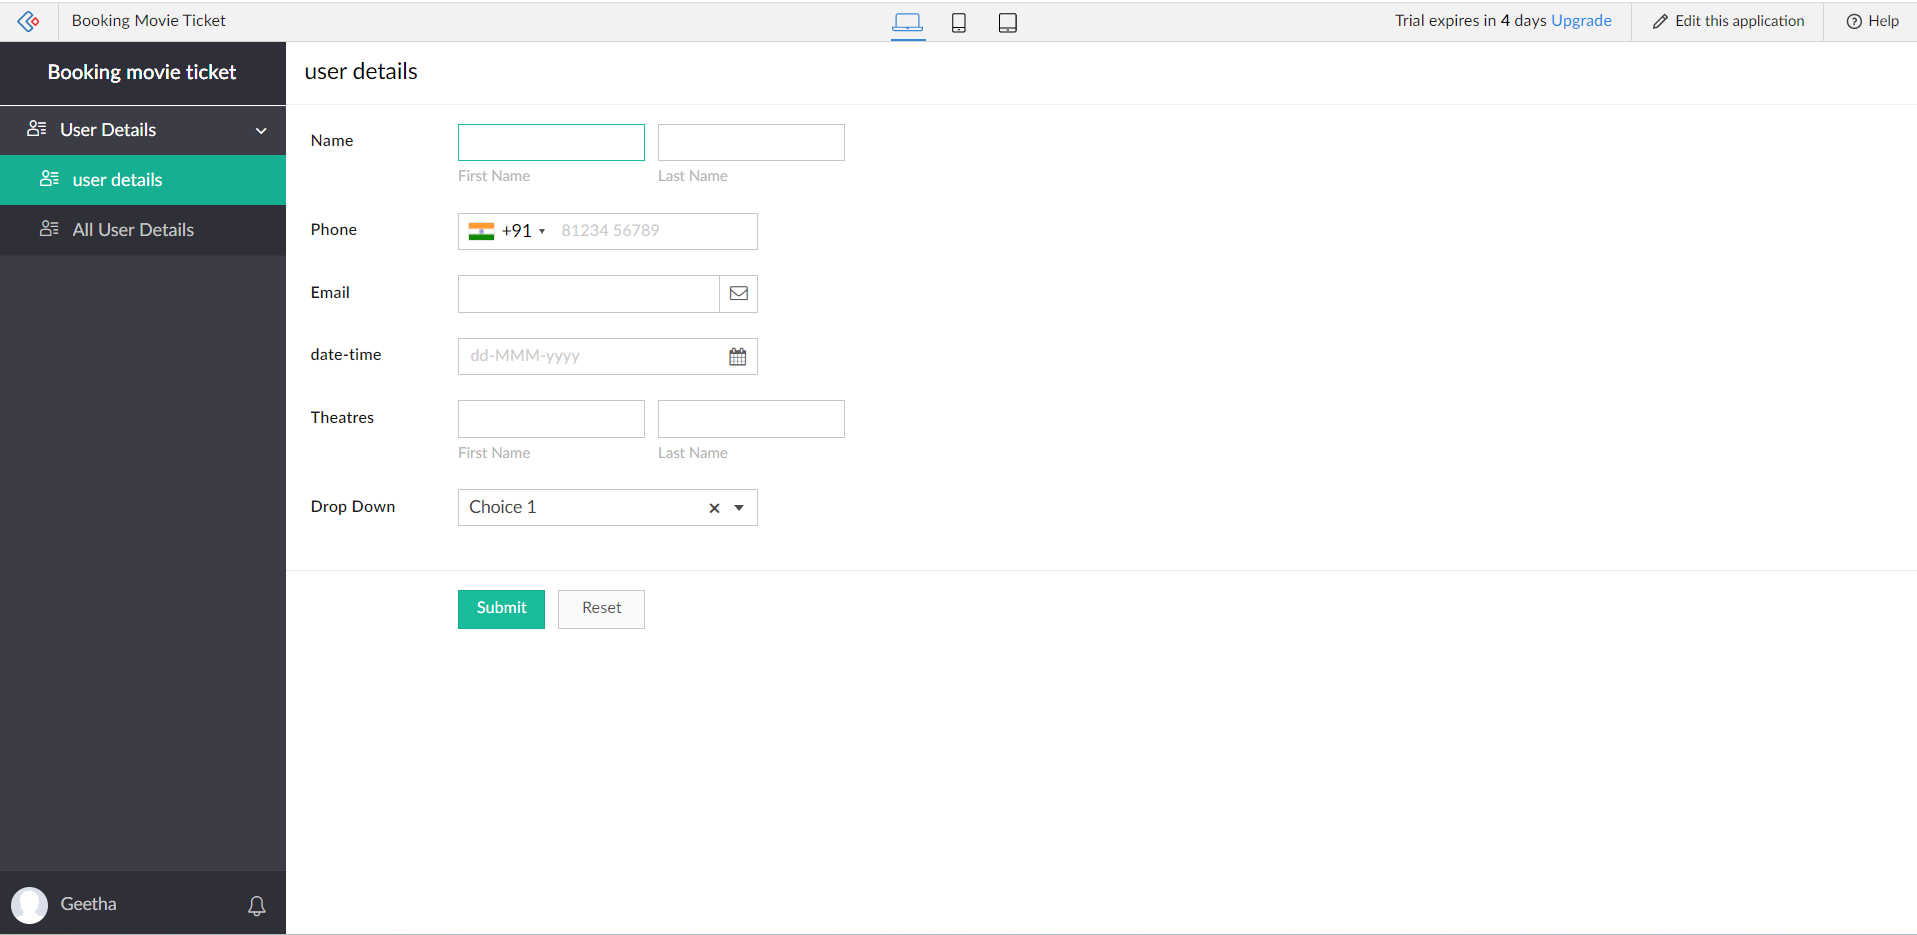 Booking Movie Ticket
Trial expires in 4 days Upgrade
Edit this application
Help
Booking movie ticket
User Details
user details
All User Details
Geetha
user details
Name
First Name
Last Name
Phone
+91
81234 56789
Email
date-time
dd-MMM-yyyy
Theatres
First Name
Last Name
Drop Down
Choice 1
Submit
Reset